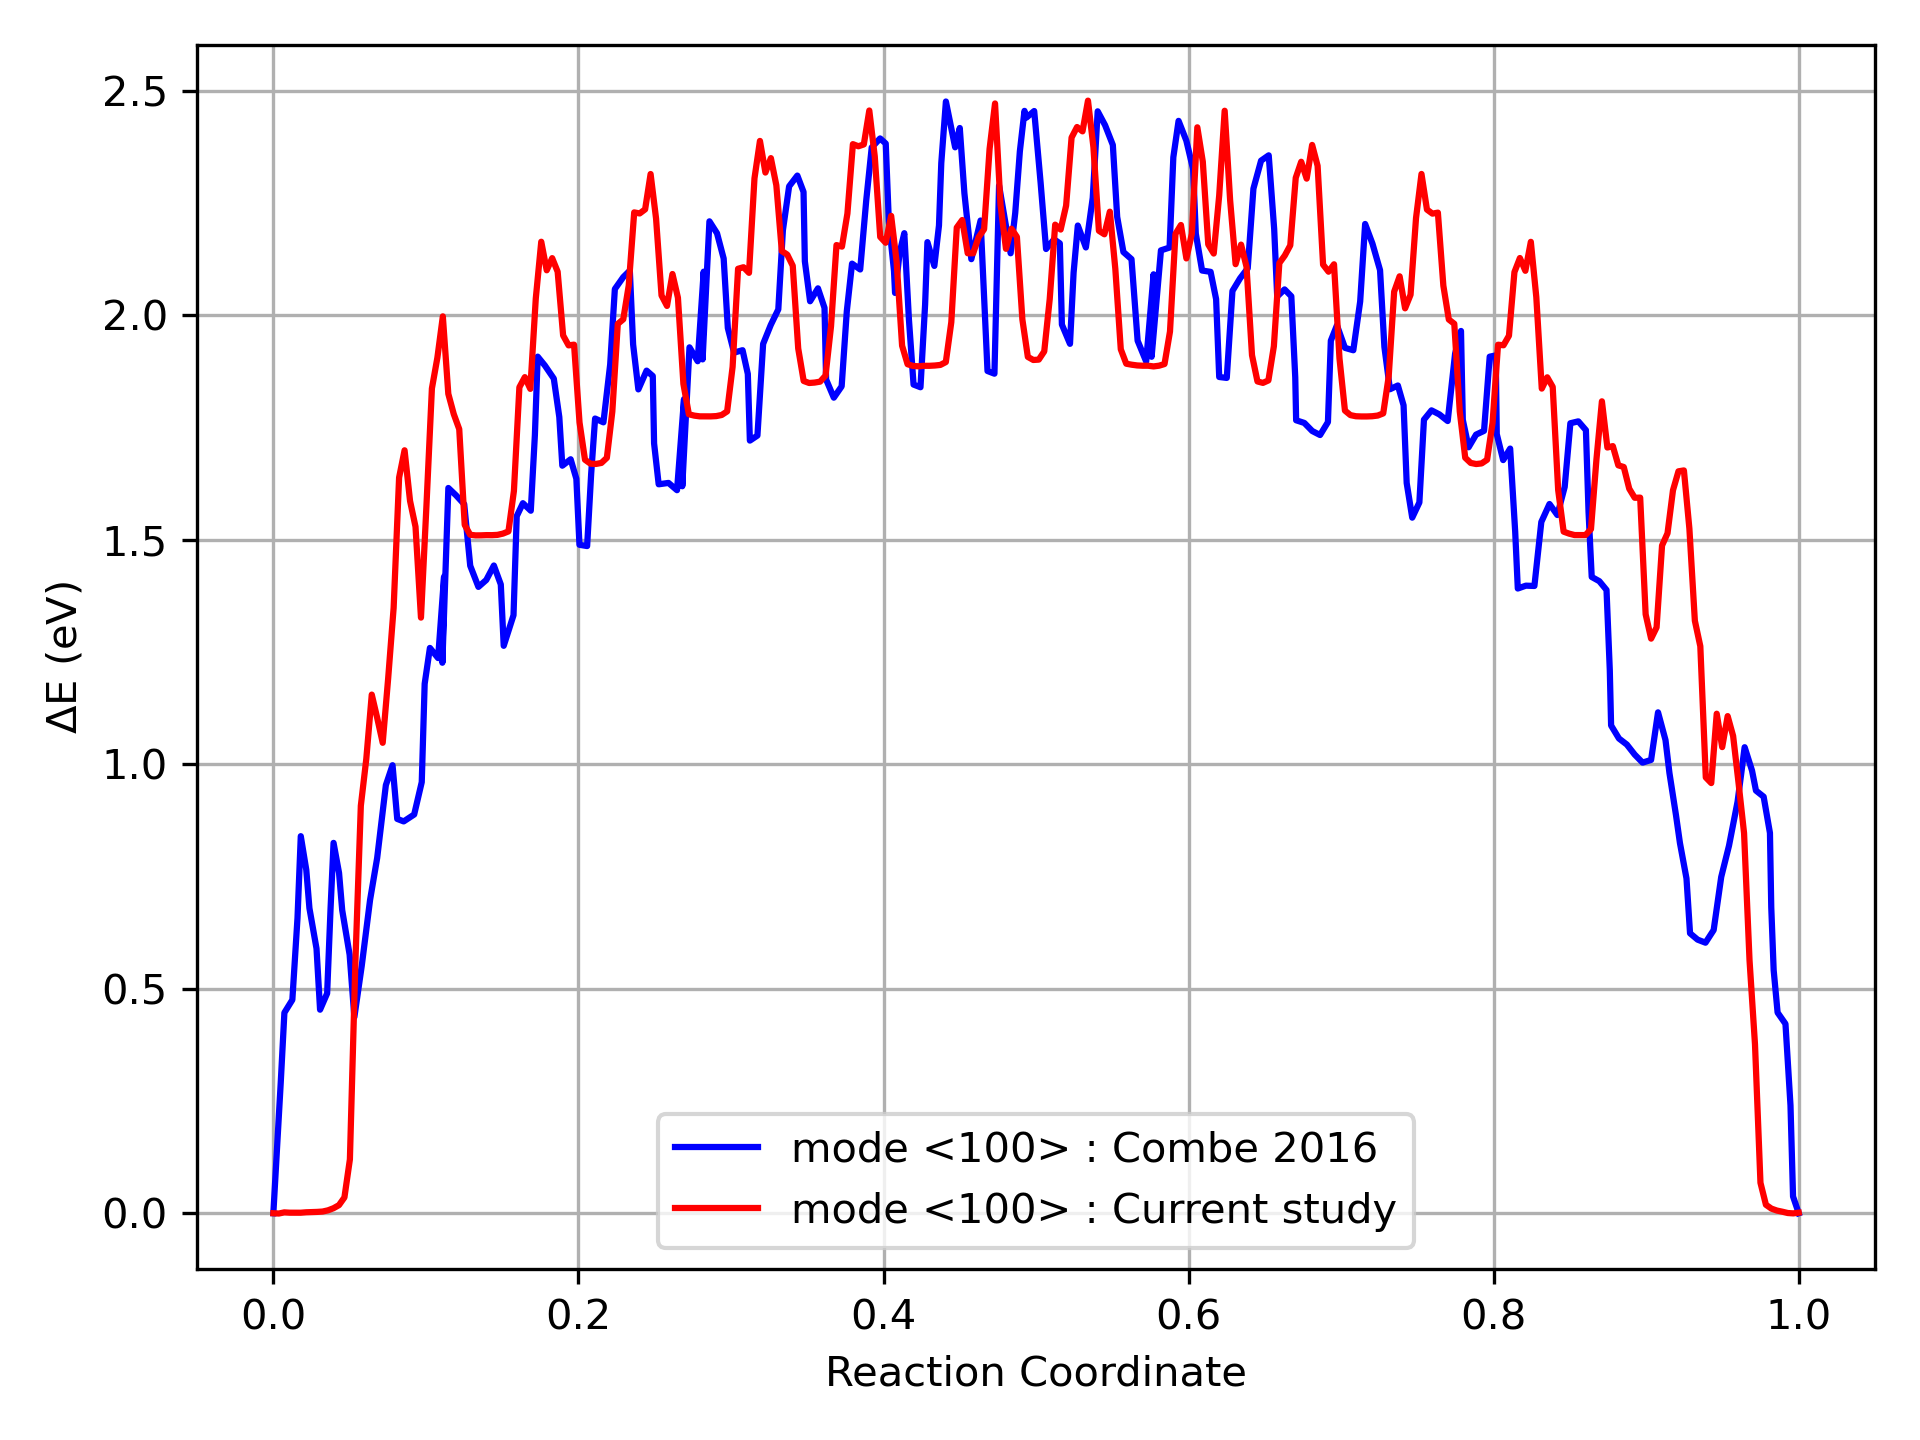 2.5
2.0
1.5
1.0
0.5
0.0
ΔE (eV)
mode <100> : Combe 2016
mode <100> : Current study
0.0 0.2 0.4 0.6 0.8 1.0
Reaction Coordinate